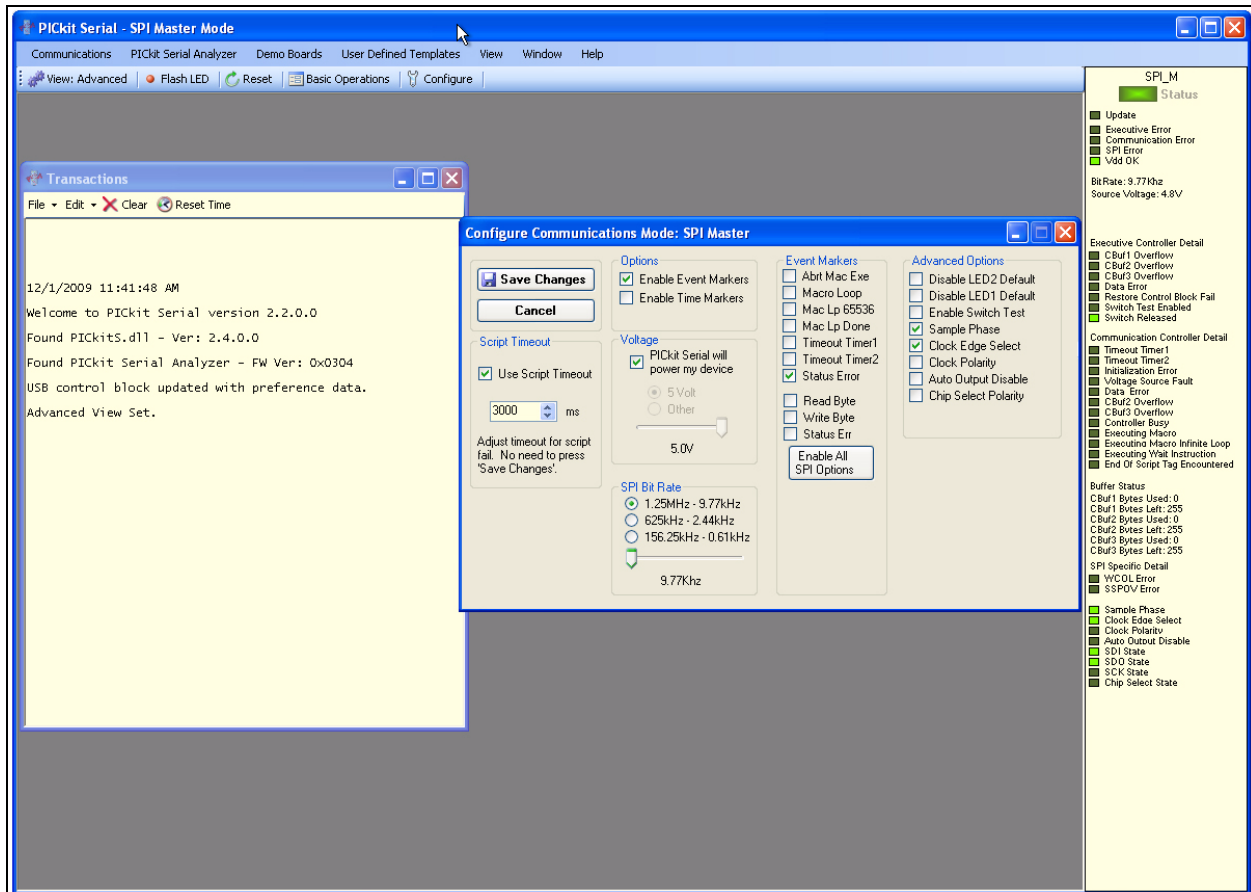 PICkit Serial - SPI Master Mode
Communications PICkit Serial Analyzer Demo Boards User Defined Templates View Window Help
View: Advanced Flash LED Reset Basic Operations Configure
Transactions
File Edit Clear Reset Time
12/1/2009 11:41:48 AM
Welcome to PICkit Serial version 2.2.0.0
Found PICkitS.dll - Ver: 2.4.0.0
Found PICkit Serial Analyzer - FW Ver: 0x0304
USB control block updated with preference data.
Advanced View Set.
Configure Communications Mode: SPI Master
Save Changes
Cancel
Script Timeout
Use Script Timeout
3000 ms
Adjust timeout for script
fail. No need to press
'Save Changes'.
Options
Enable Event Markers
Enable Time Markers
Voltage
PICkit Serial will
power my device
5 Volt
Other
5.0V
SPI Bit Rate
1.25MHz - 9.77kHz
625kHz - 2.44kHz
156.25kHz - 0.61kHz
9.77Khz
Event Markers
Abrt Mac Exe
Macro Loop
Mac Lp 65536
Mac Lp Done
Timeout Timer1
Timeout Timer2
Status Error
Read Byte
Write Byte
Status Err
Enable All
SPI Options
Advanced Options
Disable LED2 Default
Disable LED1 Default
Enable Switch Test
Sample Phase
Clock Edge Select
Clock Polarity
Auto Output Disable
Chip Select Polarity
SPI_M
Status
Update
Executive Error
Communication Error
SPI Error
Vdd OK
BitRate: 9.77Khz
Source Voltage: 4.8V
Executive Controller Detail
CBuf1 Overflow
CBuf2 Overflow
CBuf3 Overflow
Data Error
Restore Control Block Fail
Switch Test Enabled
Switch Released
Communication Controller Detail
Timeout Timer1
Timeout Timer2
Initialization Error
Voltage Source Fault
Data Error
CBuf2 Overflow
CBuf3 Overflow
Controller Busy
Executing Macro
Executing Macro Infinite Loop
Executing Wait Instruction
End Of Script Tag Encountered
Buffer Status
CBuf1 Bytes Used: 0
CBuf1 Bytes Left: 255
CBuf2 Bytes Used: 0
CBuf2 Bytes Left: 255
CBuf3 Bytes Used: 0
CBuf3 Bytes Left: 255
SPI Specific Detail
WCOL Error
SSPOV Error
Sample Phase
Clock Edge Select
Clock Polarity
Auto Output Disable
SDI State
SDO State
SCK State
Chip Select State